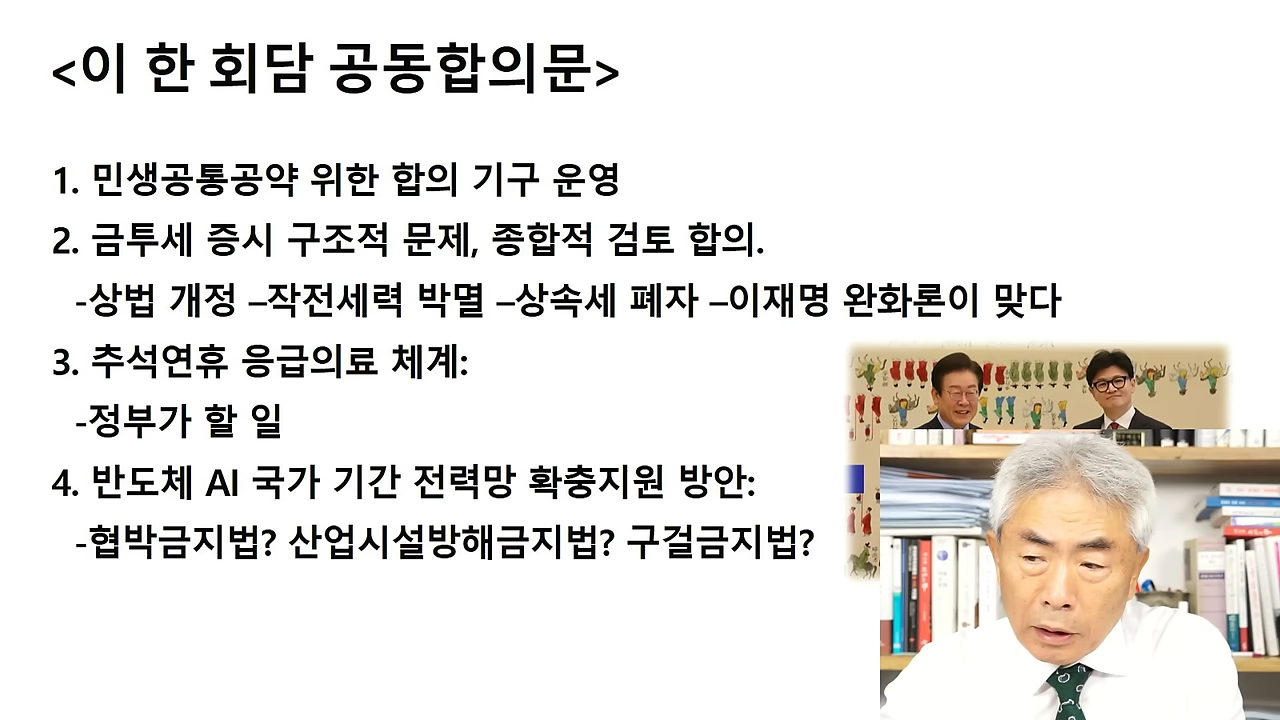 <이 한 회담 공동합의문>
1. 민생공통공약 위한 합의 기구 운영
2. 금투세 증시 구조적 문제, 종합적 검토 합의.
-상법 개정 –작전세력 박멸 –상속세 폐자 –이재명 완화론이 맞다
3. 추석연휴 응급의료 체계:
-정부가 할 일
4. 반도체 AI 국가 기간 전력망 확충지원 방안:
-협박금지법? 산업시설방해금지법? 구걸금지법?